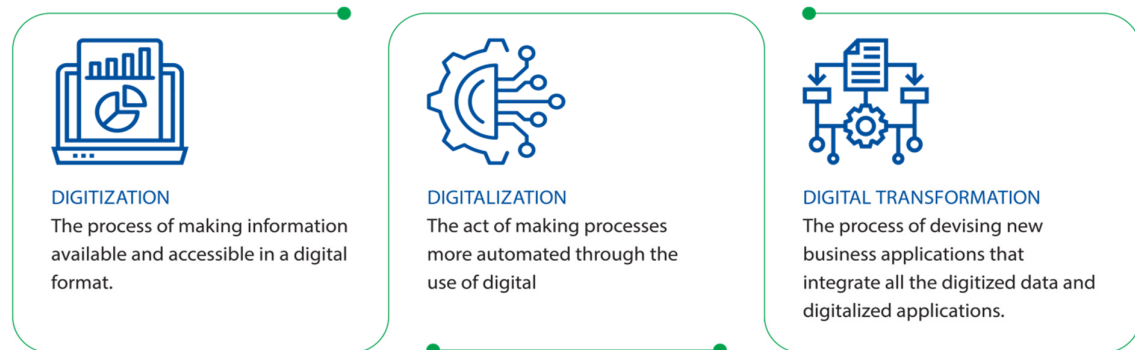 DIGITIZATION
The process of making information
available and accessible in a digital
format.
DIGITALIZATION
The act of making processes
more automated through the
use of digital
DIGITAL TRANSFORMATION
The process of devising new
business applications that
integrate all the digitized data and
digitalized applications.